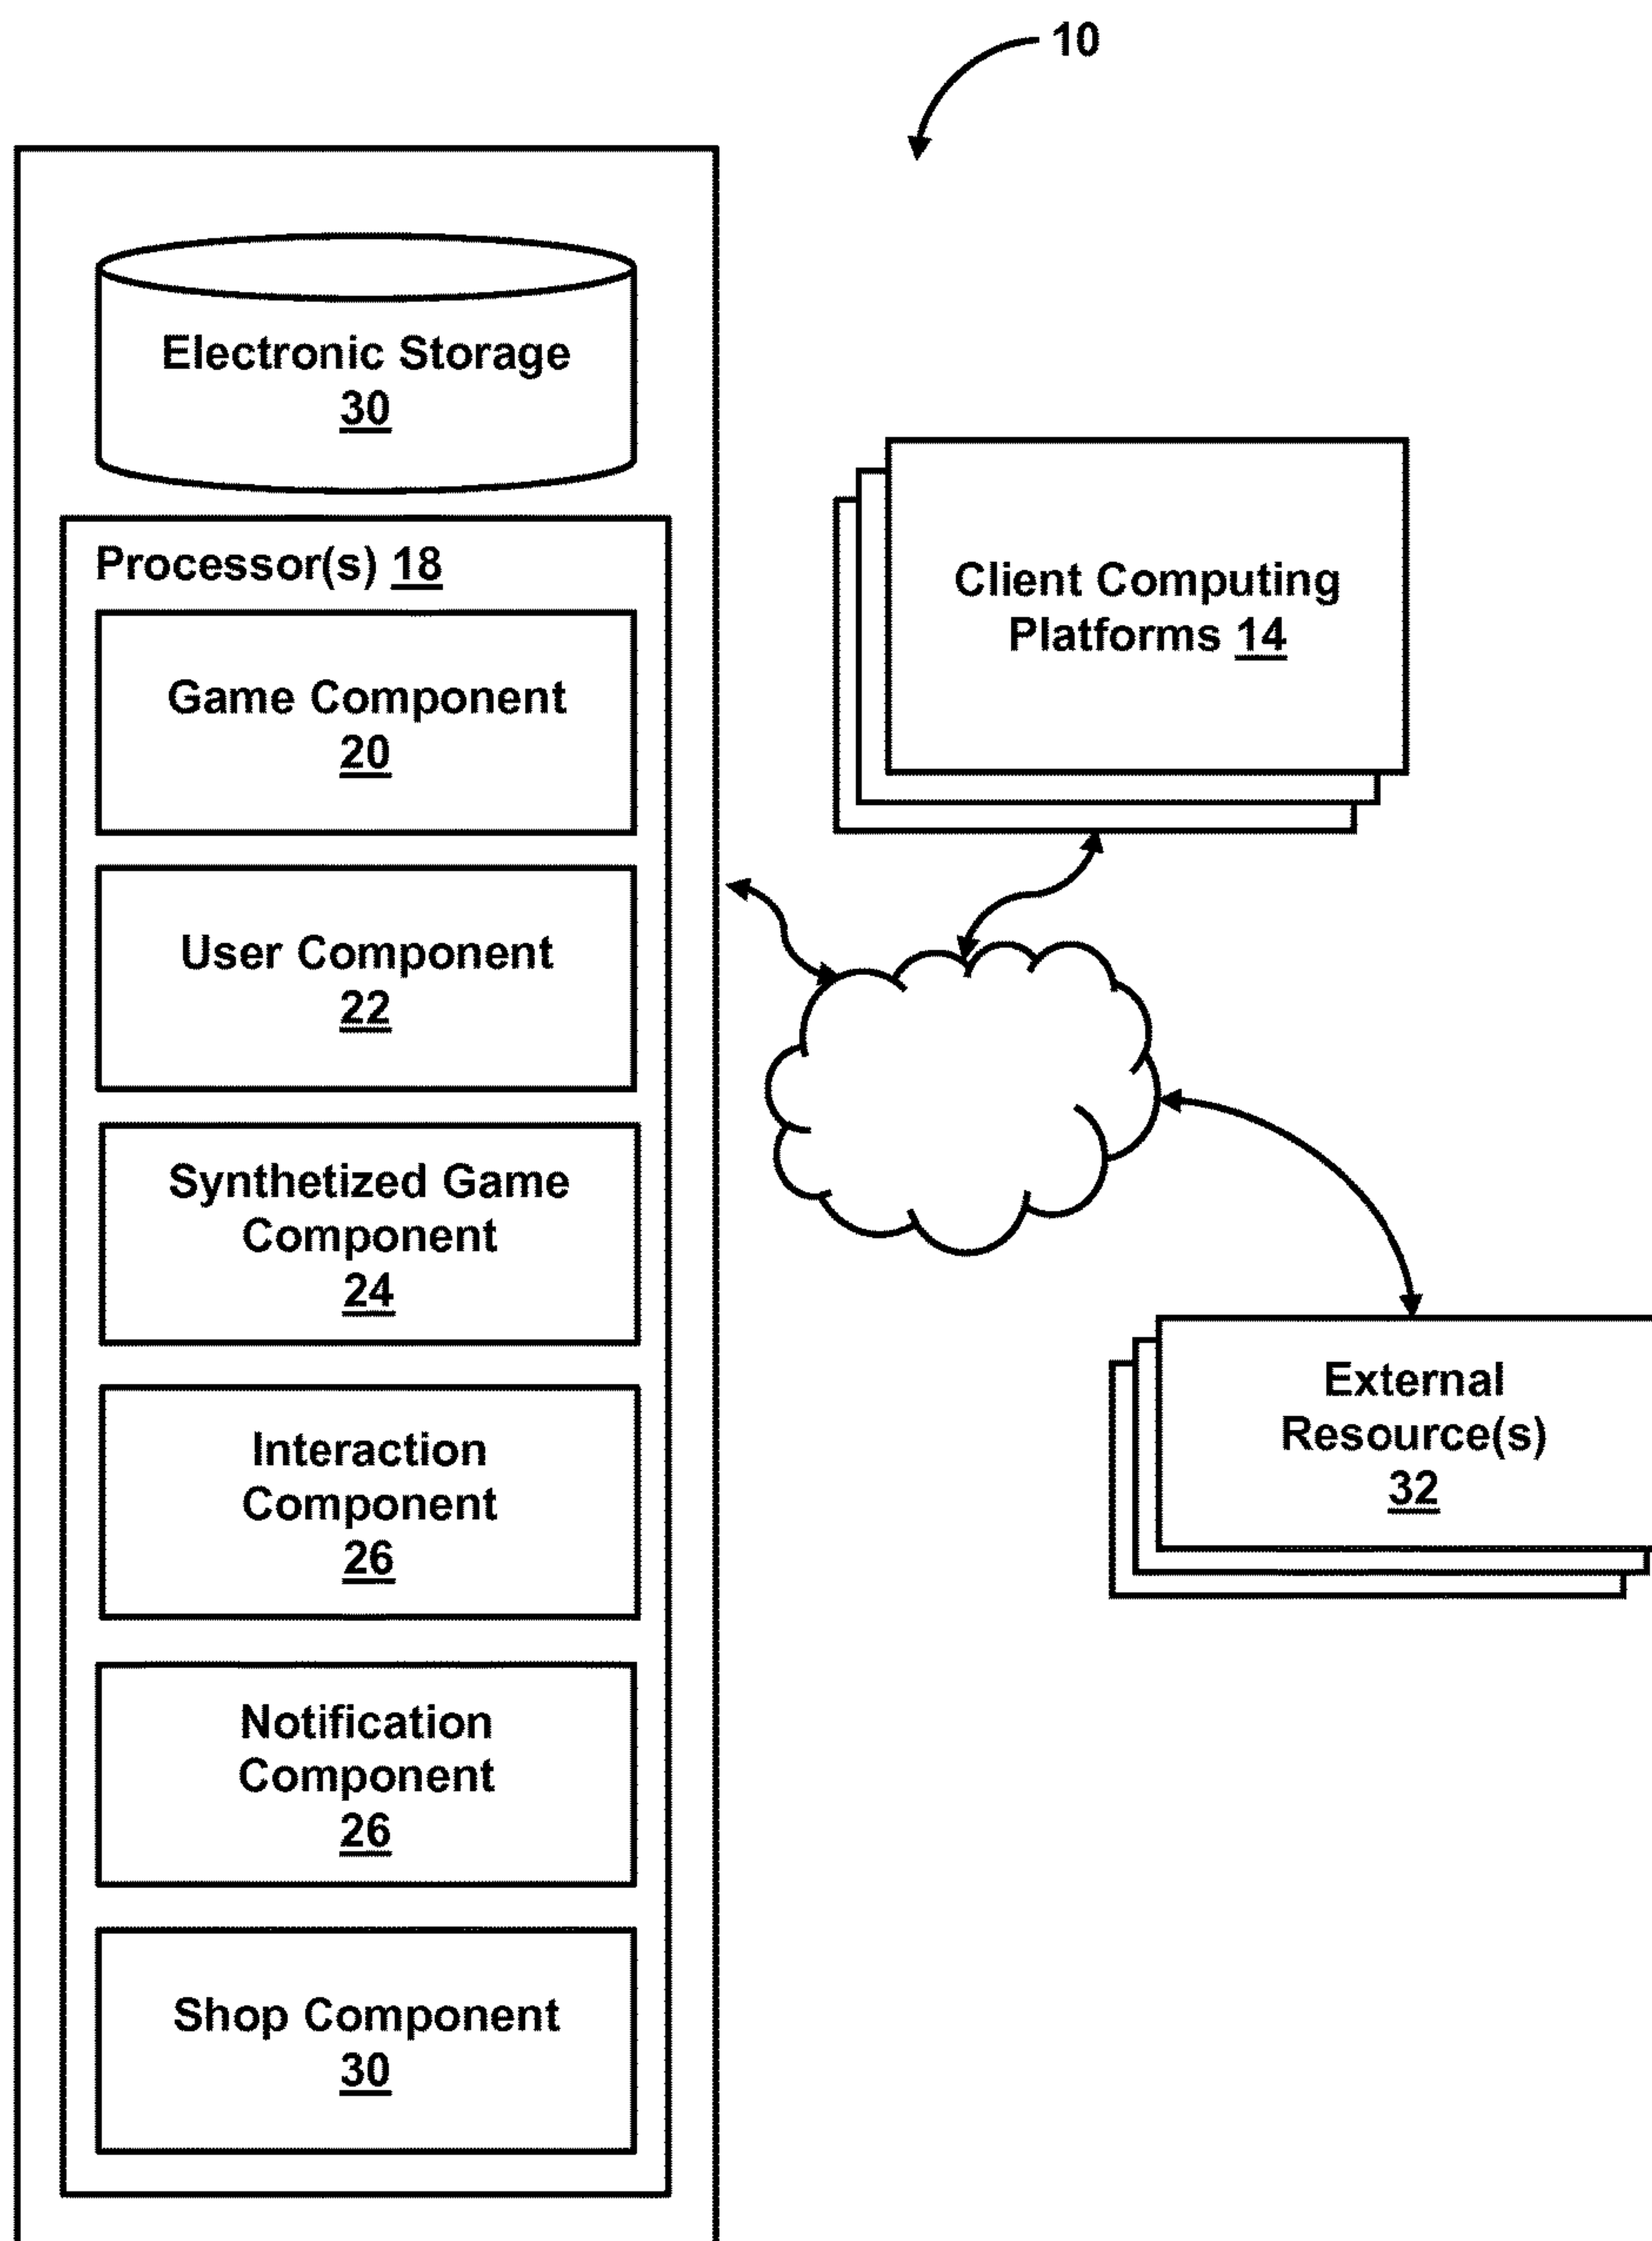 10
Electronic Storage
30
Processor(s) 18
Game Component
20
User Component
22
Synthetized Game
Component
24
Interaction
Component
26
Notification
Component
26
Shop Component
30
Client Computing
Platforms 14
External
Resource(s)
32